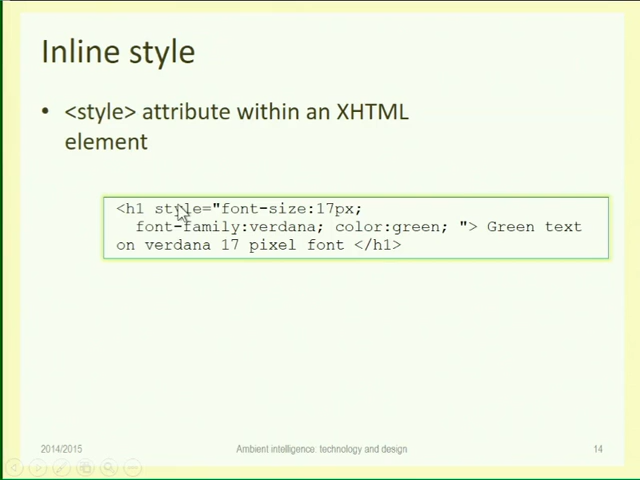 Inline style
• <style> attribute within an XHTML
element
<h1 style="font-size:17px;
font-family:verdana; color:green; "> Green text
on verdana 17 pixel font </h1>
2014/2015
Ambient intelligence: technology and design
14